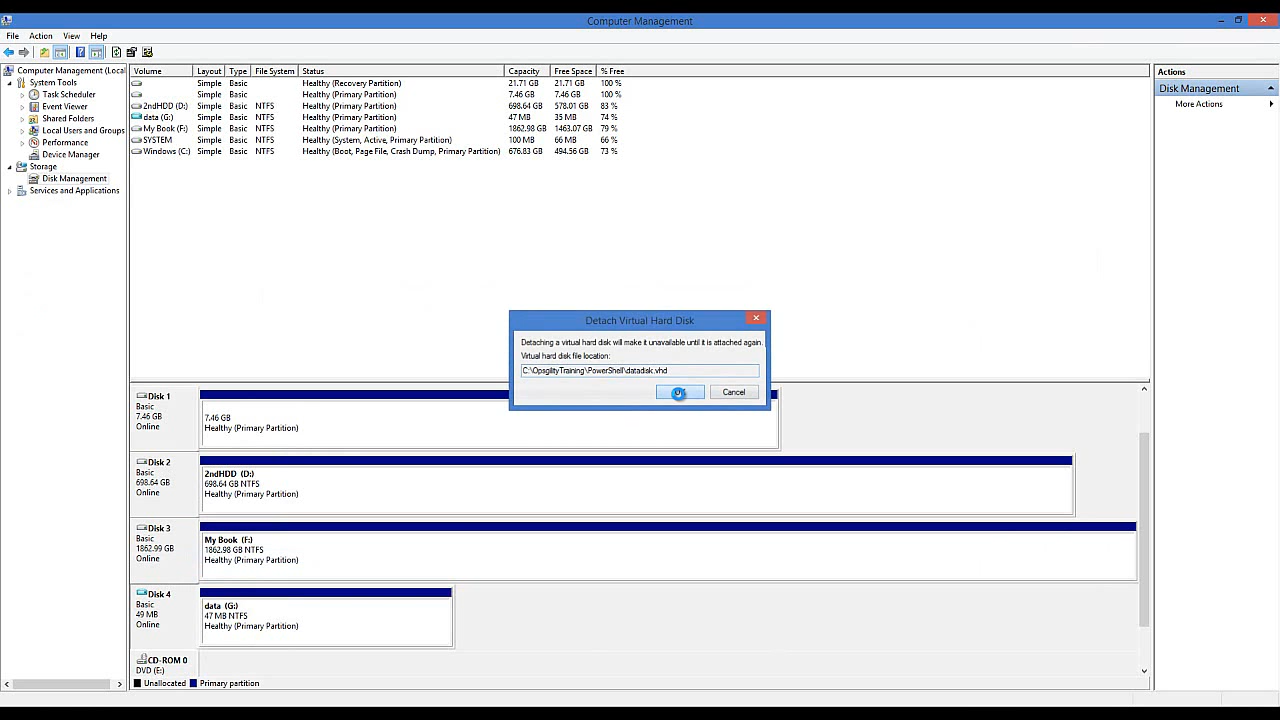 Computer Management
File Action View Help
Computer Management (Local
System Tools
Task Scheduler
Event Viewer
Shared Folders
Local Users and Groups
Performance
Device Manager
Storage
Disk Management
Services and Applications
Volume Layout Type File System Status Capacity Free Space % Free
Simple Basic Healthy (Recovery Partition) 21.71 GB 21.71 GB 100 %
Simple Basic Healthy (Primary Partition) 7.46 GB 7.46 GB 100 %
2ndHDD (D:) Simple Basic NTFS Healthy (Primary Partition) 698.64 GB 578.01 GB 83 %
data (G:) Simple Basic NTFS Healthy (Primary Partition) 47 MB 35 MB 74 %
My Book (F:) Simple Basic NTFS Healthy (Primary Partition) 1862.98 GB 1463.07 GB 79 %
SYSTEM Simple Basic NTFS Healthy (System, Active, Primary Partition) 100 MB 66 MB 66 %
Windows (C:) Simple Basic NTFS Healthy (Boot, Page File, Crash Dump, Primary Partition) 676.83 GB 494.56 GB 73 %
Actions
Disk Management
More Actions
Detach Virtual Hard Disk
Detaching a virtual hard disk will make it unavailable until it is attached again.
Virtual hard disk file location:
C:\OpsgilityTraining\PowerShell\datadisk.vhd
Cancel
Disk 1
Basic
7.46 GB
Online
7.46 GB
Healthy (Primary Partition)
Disk 2
Basic
698.64 GB
Online
2ndHDD (D:)
698.64 GB NTFS
Healthy (Primary Partition)
Disk 3
Basic
1862.99 GB
Online
My Book (F:)
1862.98 GB NTFS
Healthy (Primary Partition)
Disk 4
Basic
49 MB
Online
data (G:)
47 MB NTFS
Healthy (Primary Partition)
CD-ROM 0
DVD (E:)
Unallocated Primary partition